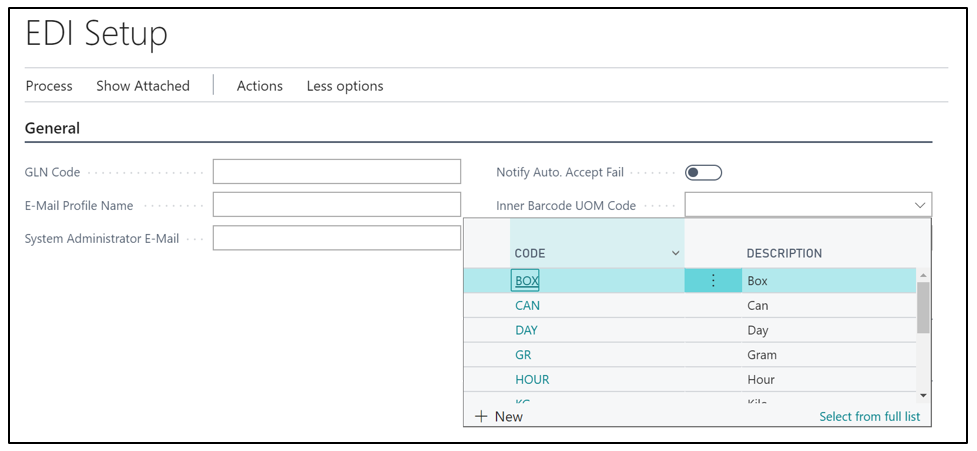 EDI Setup
Process Show Attached Actions Less options
General
GLN Code Notify Auto. Accept Fail
E-Mail Profile Name Inner Barcode UOM Code
System Administrator E-Mail
CODE DESCRIPTION
BOX Box
CAN Can
DAY Day
GR Gram
HOUR Hour
+ New Select from full list